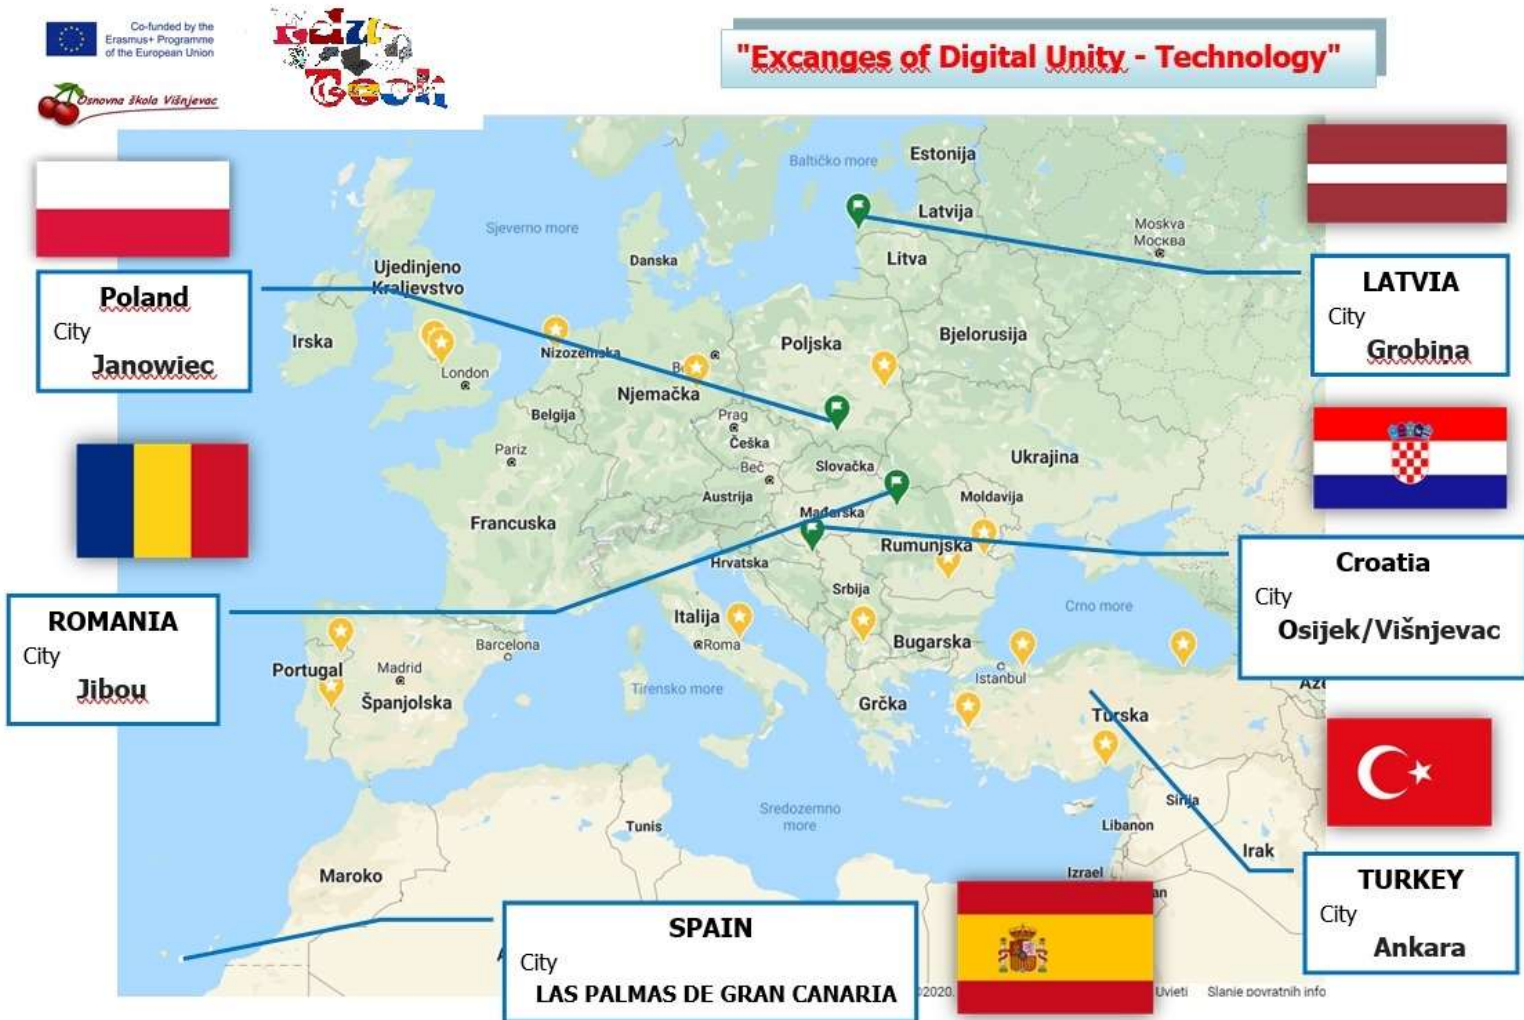 Co-funded by the
Erasmus+ Programme
of the European Union
Edu
Tech
Osnovna škola Višnjevac
"Excanges of Digital Unity - Technology"
Poland
City
Janowiec
LATVIA
City
Grobiņa
ROMANIA
City
Jibou
Croatia
City
Osijek/Višnjevac
SPAIN
City
LAS PALMAS DE GRAN CANARIA
TURKEY
City
Ankara
Baltičko more
Estonija
Latvija
Moskva
Москва
Sjeverno more
Danska
Litva
Ujedinjeno
Kraljevstvo
Irska
London
Nizozemska
Njemačka
Poljska
Bjelorusija
Belgija
Prag
Češka
Pariz
Beč
Slovačka
Ukrajina
Austrija
Moldavija
Francuska
Mađarska
Rumunjska
Hrvatska
Srbija
Crno more
Italija
Roma
Bugarska
Barcelona
Portugal
Madrid
Španjolska
Tirensko more
Istanbul
Grčka
Turska
Sredozemno
more
Tunis
Sirija
Libanon
Irak
Izrael
Maroko
©2020.
Uvjeti
Slanje povratnih info